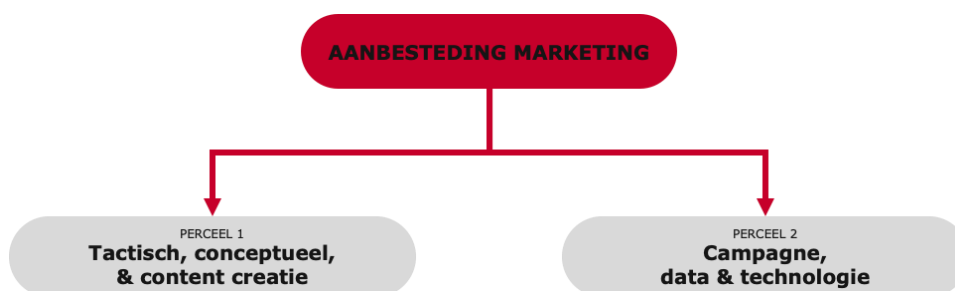 AANBESTEDING MARKETING
PERCEEL 1
Tactisch, conceptueel,
& content creatie
PERCEEL 2
Campagne,
data & technologie